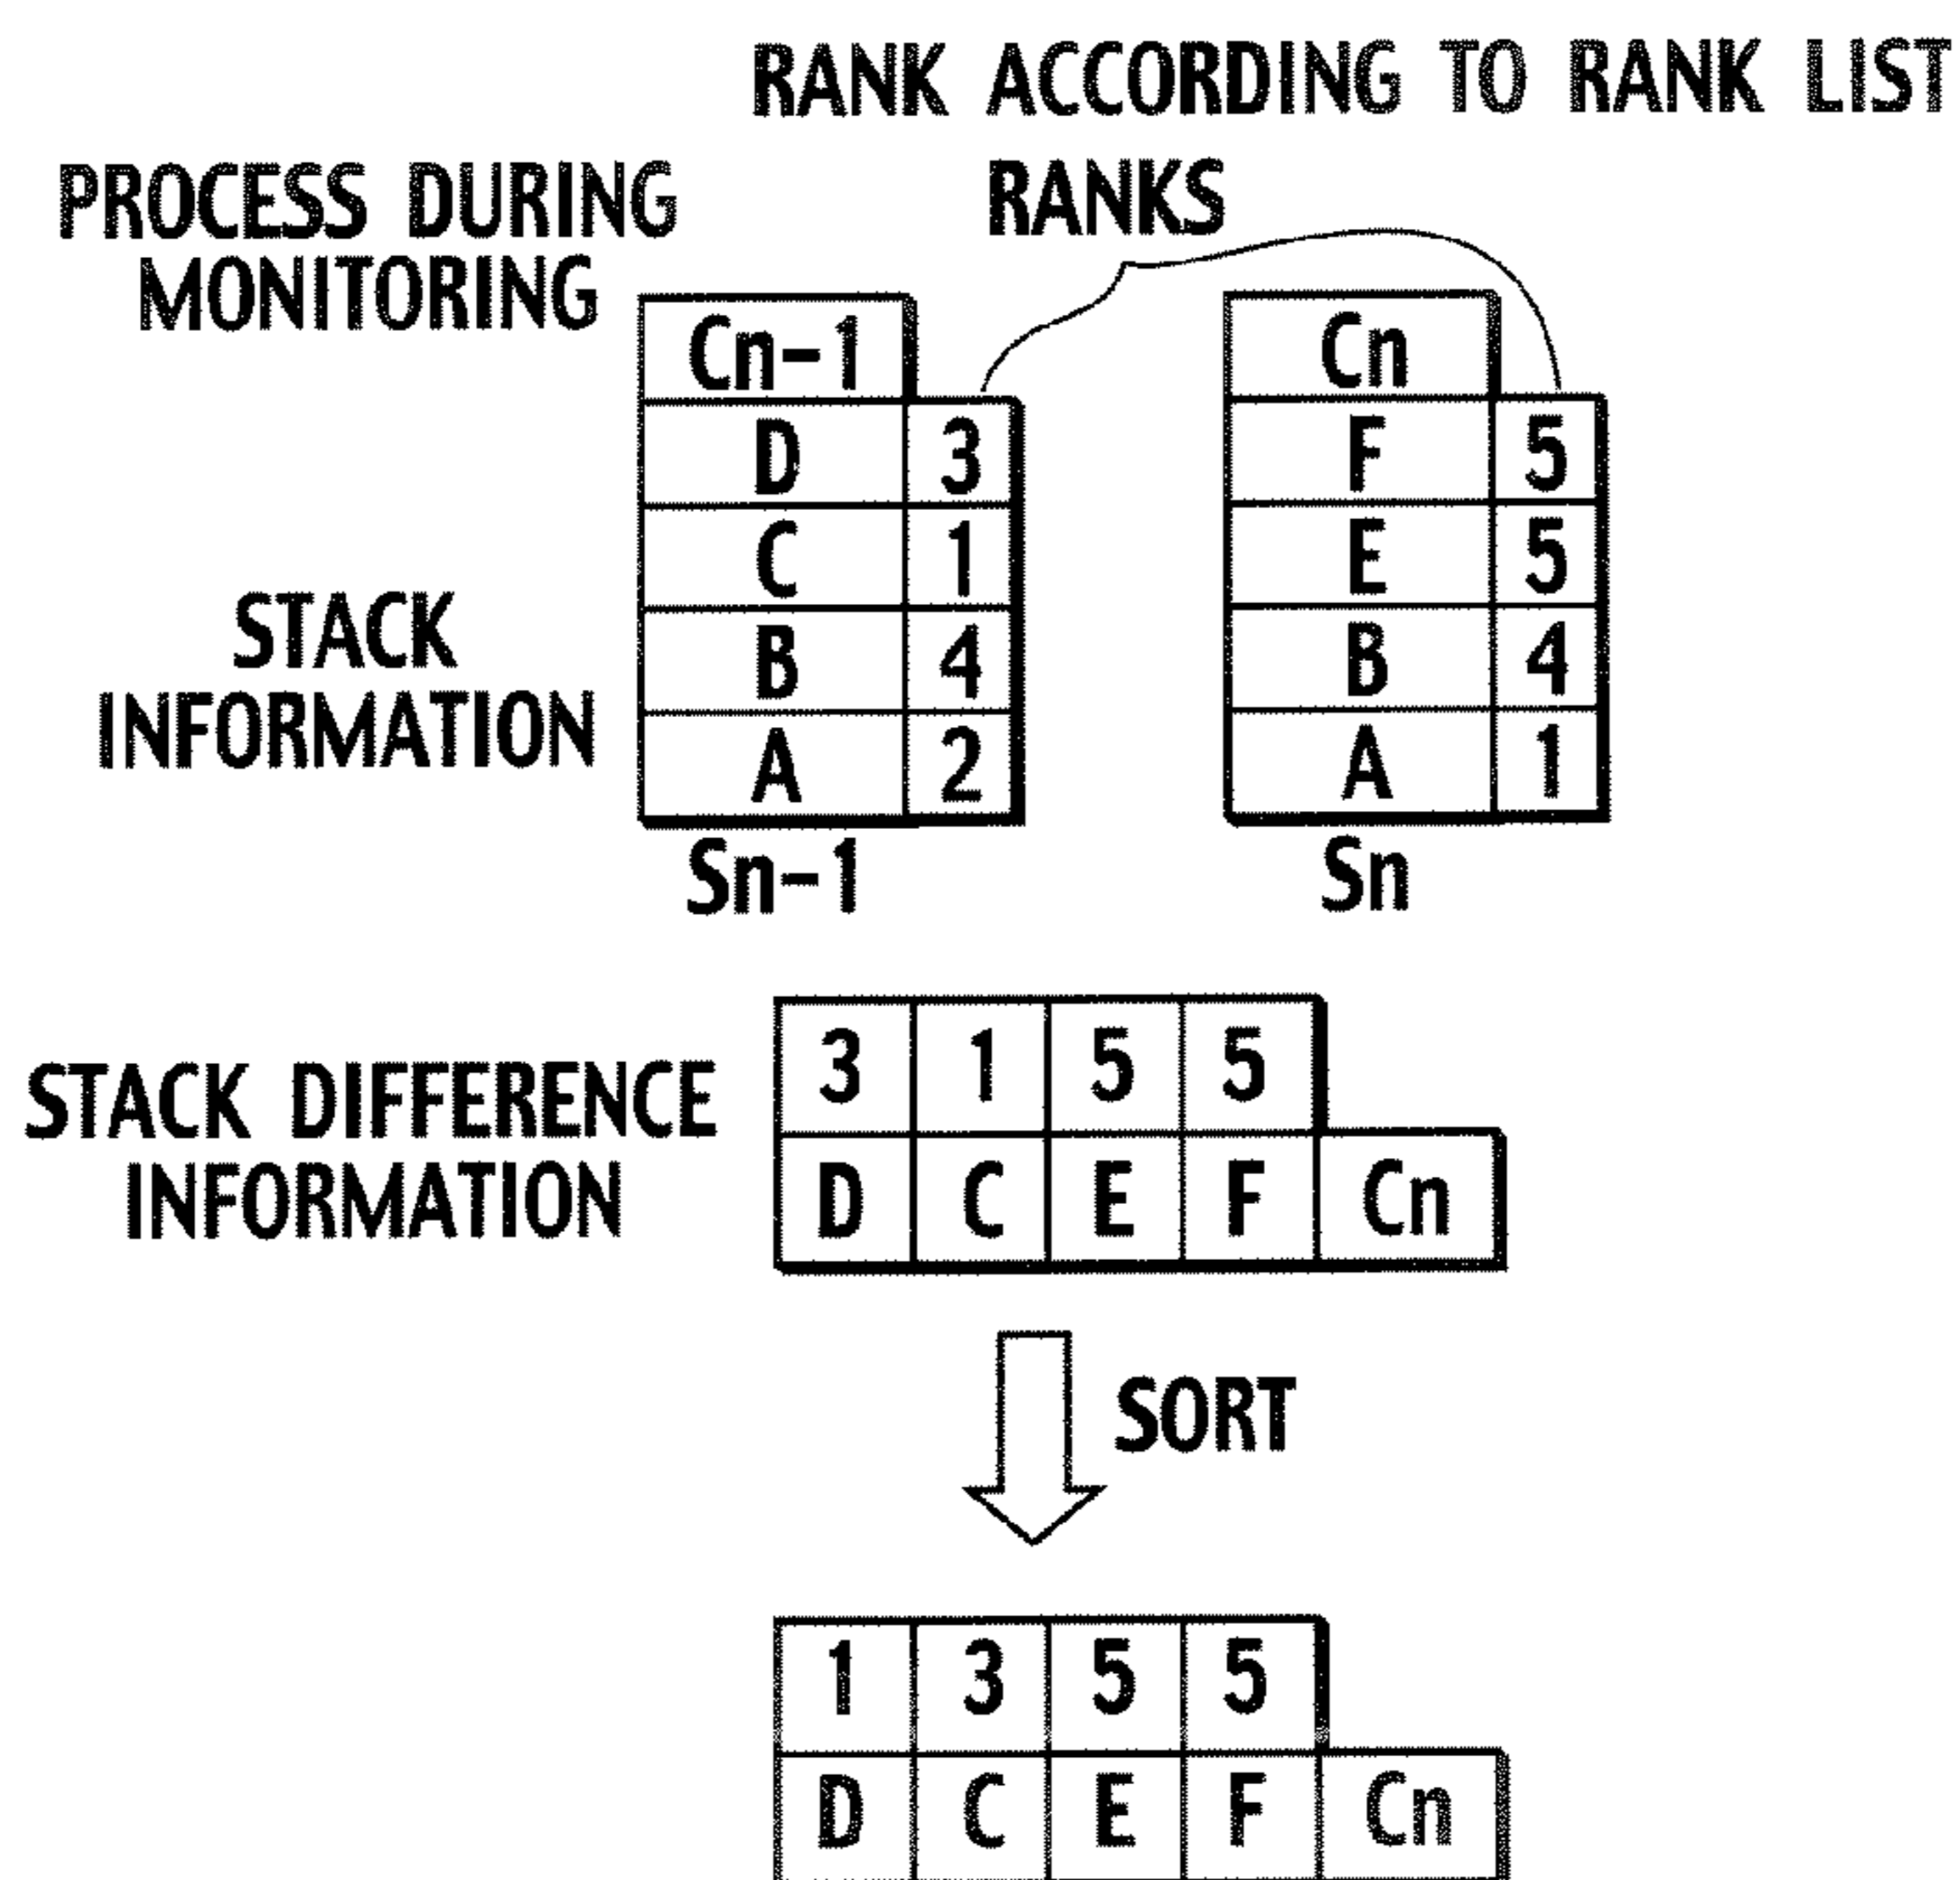 RANK ACCORDING TO RANK LIST
PROCESS DURING
MONITORING
RANKS
Cn-1
D 3
C 1
B 4
A 2
Sn-1
Cn
F 5
E 5
B 4
A 1
Sn
STACK
INFORMATION
STACK DIFFERENCE
INFORMATION
3 1 5 5
D C E F Cn
SORT
1 3 5 5
D C E F Cn